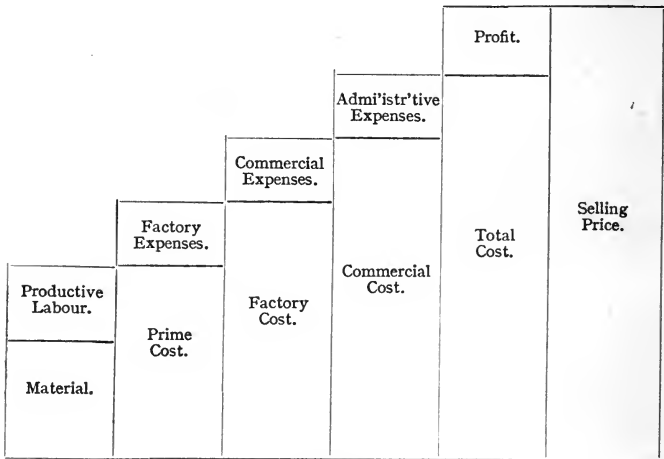 Profit.
Admi'istr'tive
Expenses.
Commercial
Expenses.
Selling
Price.
Factory
Expenses.
Total
Cost.
Commercial
Cost.
Productive
Labour.
Factory
Cost.
Prime
Cost.
Material.